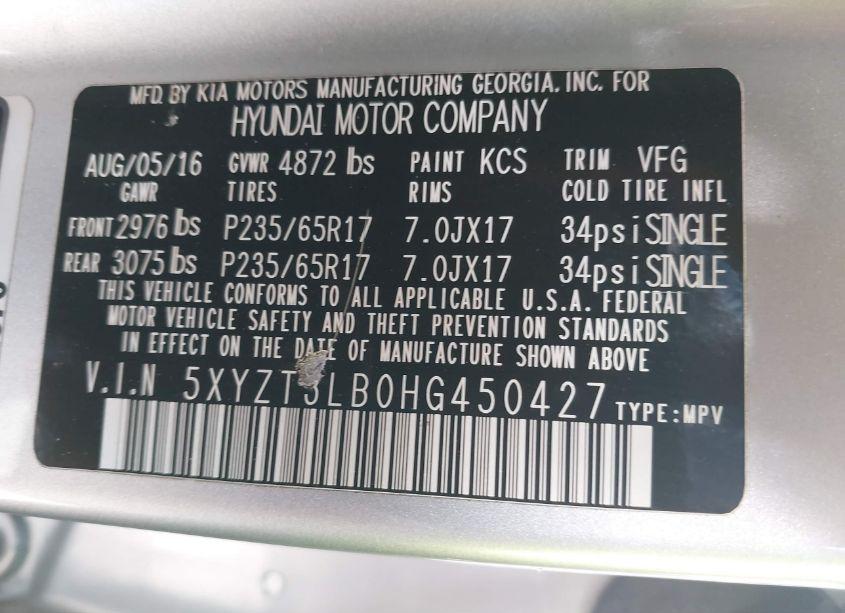 MFD. BY KIA MOTORS MANUFACTURING GEORGIA, INC. FOR
HYUNDAI MOTOR COMPANY
AUG/05/16 GVWR 4872 lbs PAINT KCS TRIM VFG
GAWR TIRES RIMS COLD TIRE INFL
FRONT 2976 lbs P235/65R17 7.0JX17 34psi SINGLE
REAR 3075 lbs P235/65R17 7.0JX17 34psi SINGLE
THIS VEHICLE CONFORMS TO ALL APPLICABLE U.S.A. FEDERAL
MOTOR VEHICLE SAFETY AND THEFT PREVENTION STANDARDS
IN EFFECT ON THE DATE OF MANUFACTURE SHOWN ABOVE
V.I.N 5XYZT3LB0HG450427 TYPE:MPV